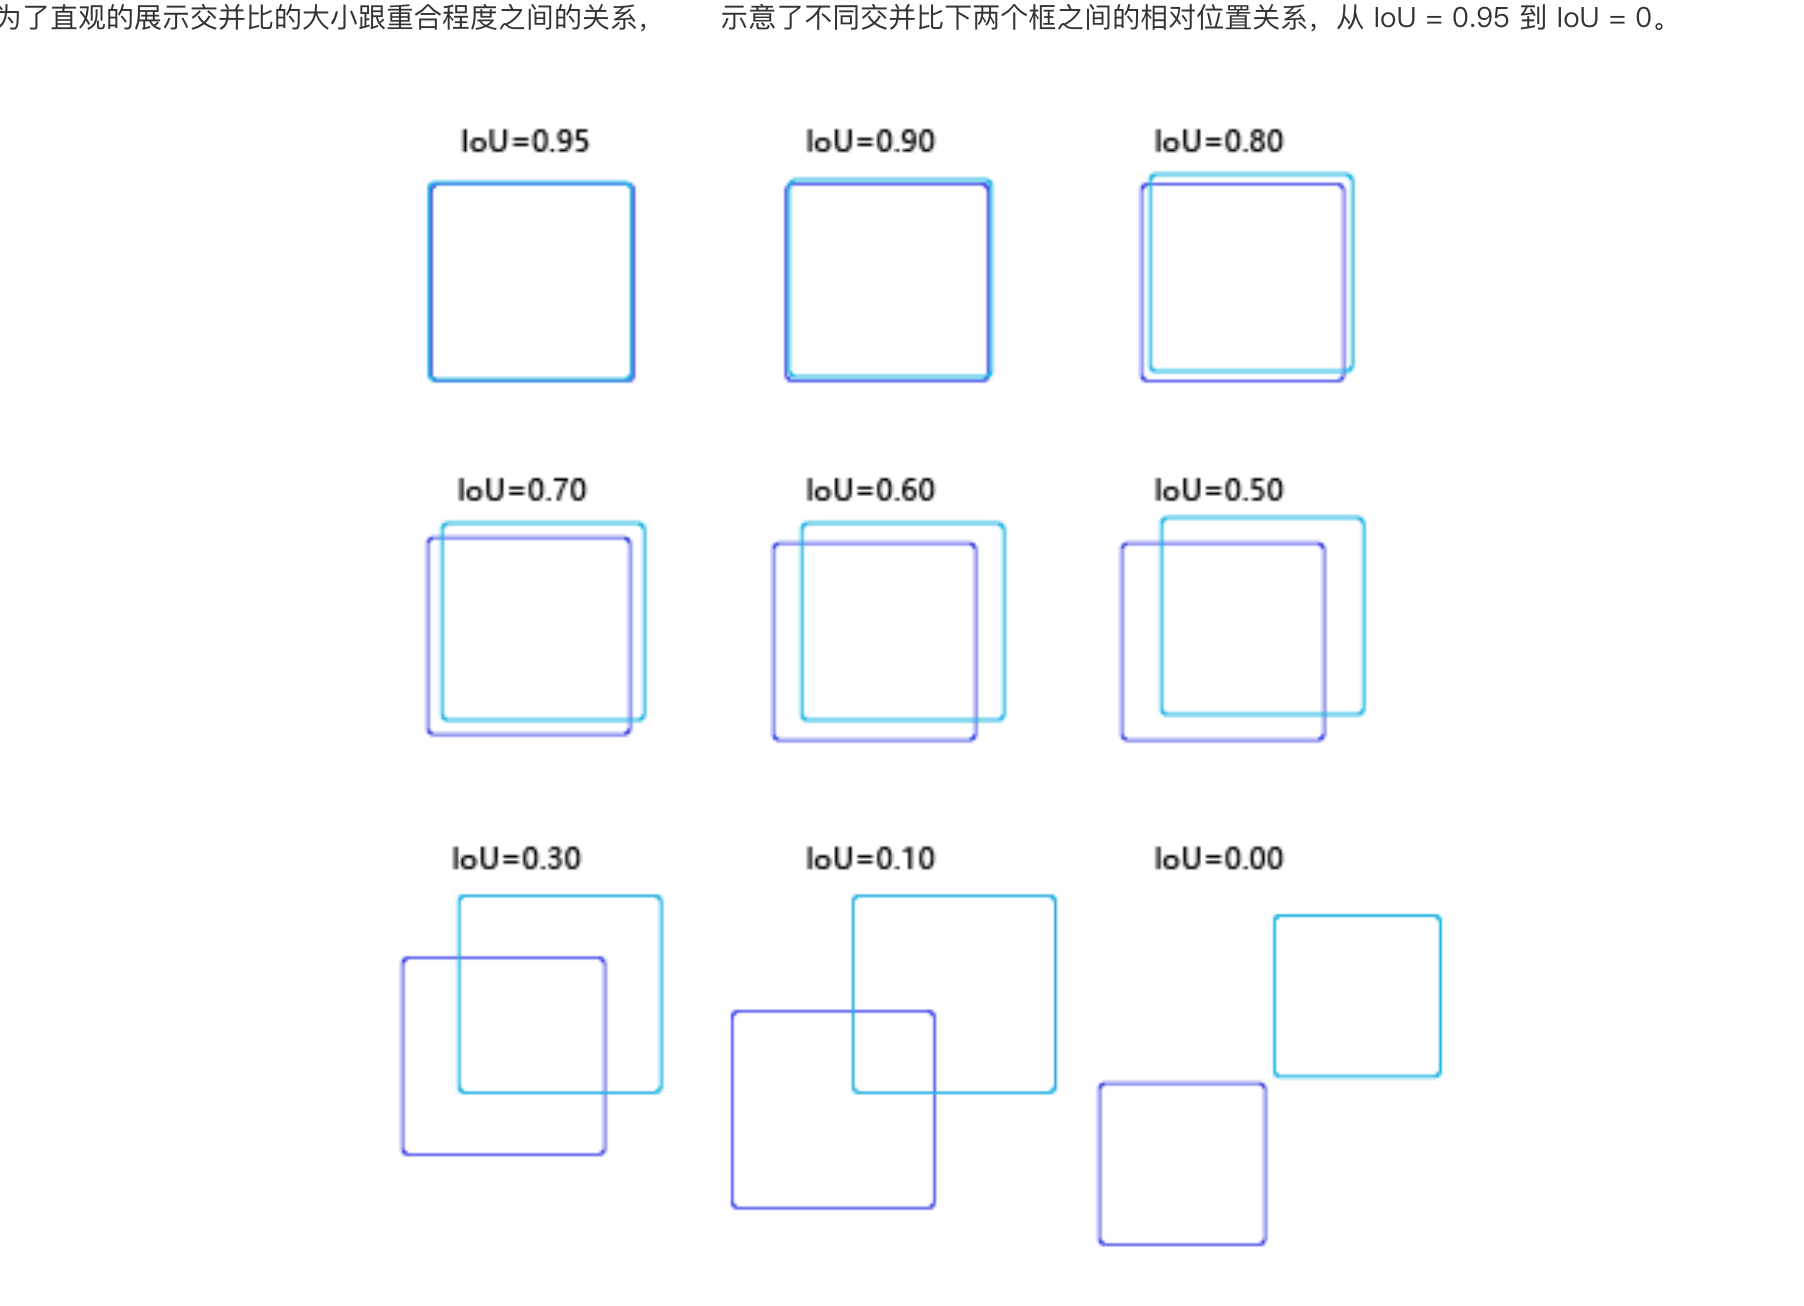 为了直观的展示交并比的大小跟重合程度之间的关系， 示意了不同交并比下两个框之间的相对位置关系，从 IoU = 0.95 到 IoU = 0。
IoU=0.95 IoU=0.90 IoU=0.80
IoU=0.70 IoU=0.60 IoU=0.50
IoU=0.30 IoU=0.10 IoU=0.00